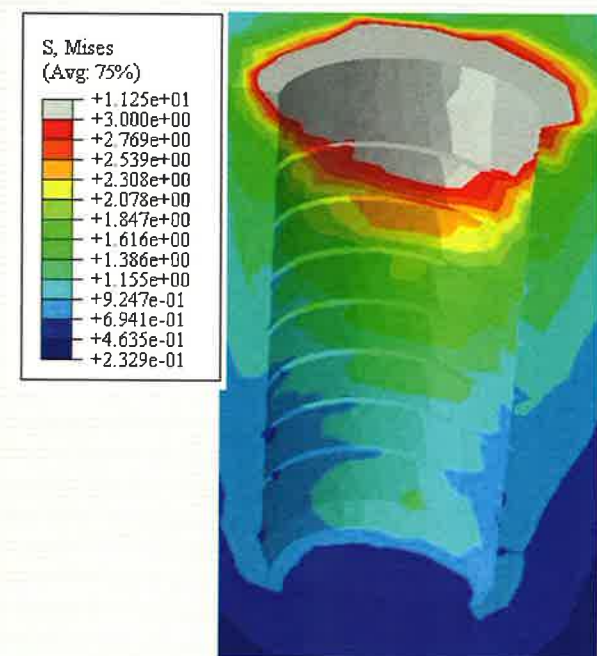 S, Mises
(Avg: 75%)
+1.125e+01
+3.000e+00
+2.769e+00
+2.539e+00
+2.308e+00
+2.078e+00
+1.847e+00
+1.616e+00
+1.386e+00
+1.155e+00
+9.247e-01
+6.941e-01
+4.635e-01
+2.329e-01